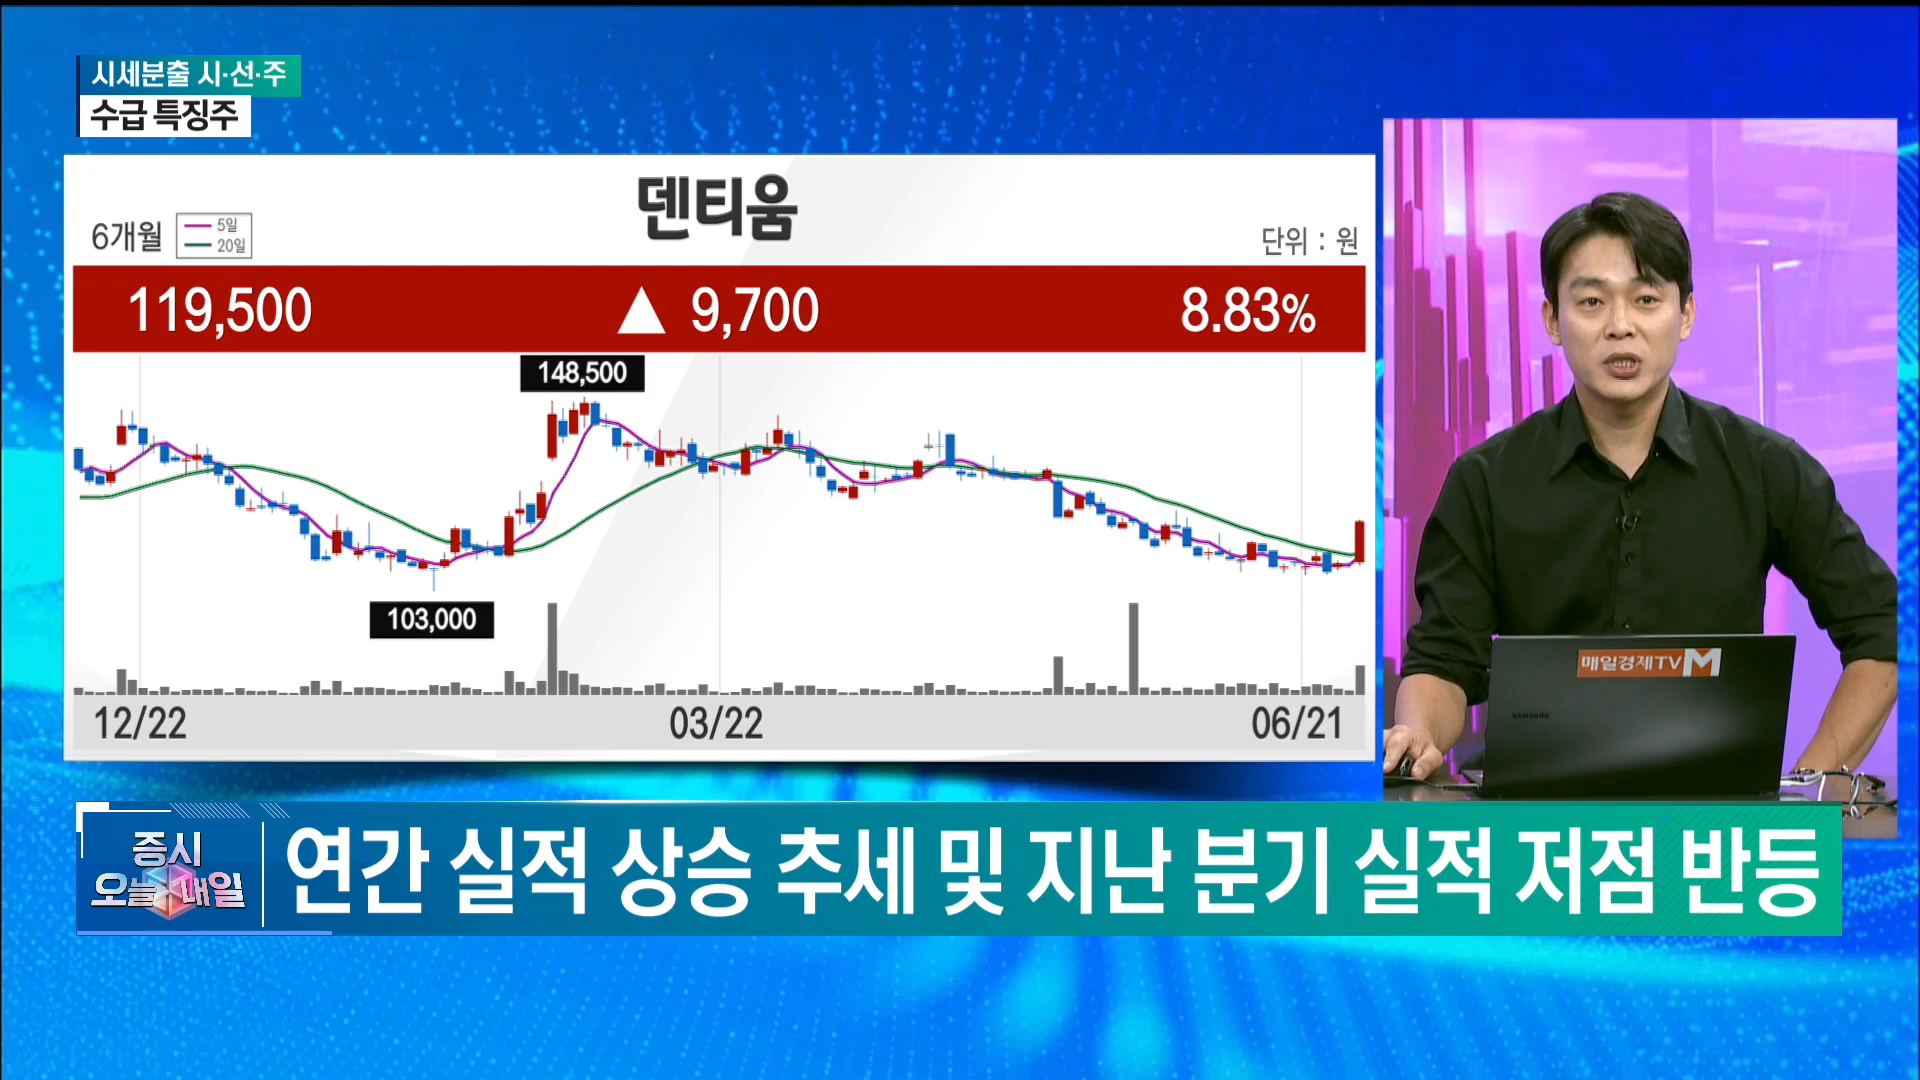 시세분출 시·선·주
수급 특징주
덴티움
6개월
5일
20일
단위 : 원
119,500 ▲ 9,700 8.83%
148,500
103,000
12/22 03/22 06/21
매일경제TV M
SAMSUNG
증시
오늘 내일
연간 실적 상승 추세 및 지난 분기 실적 저점 반등